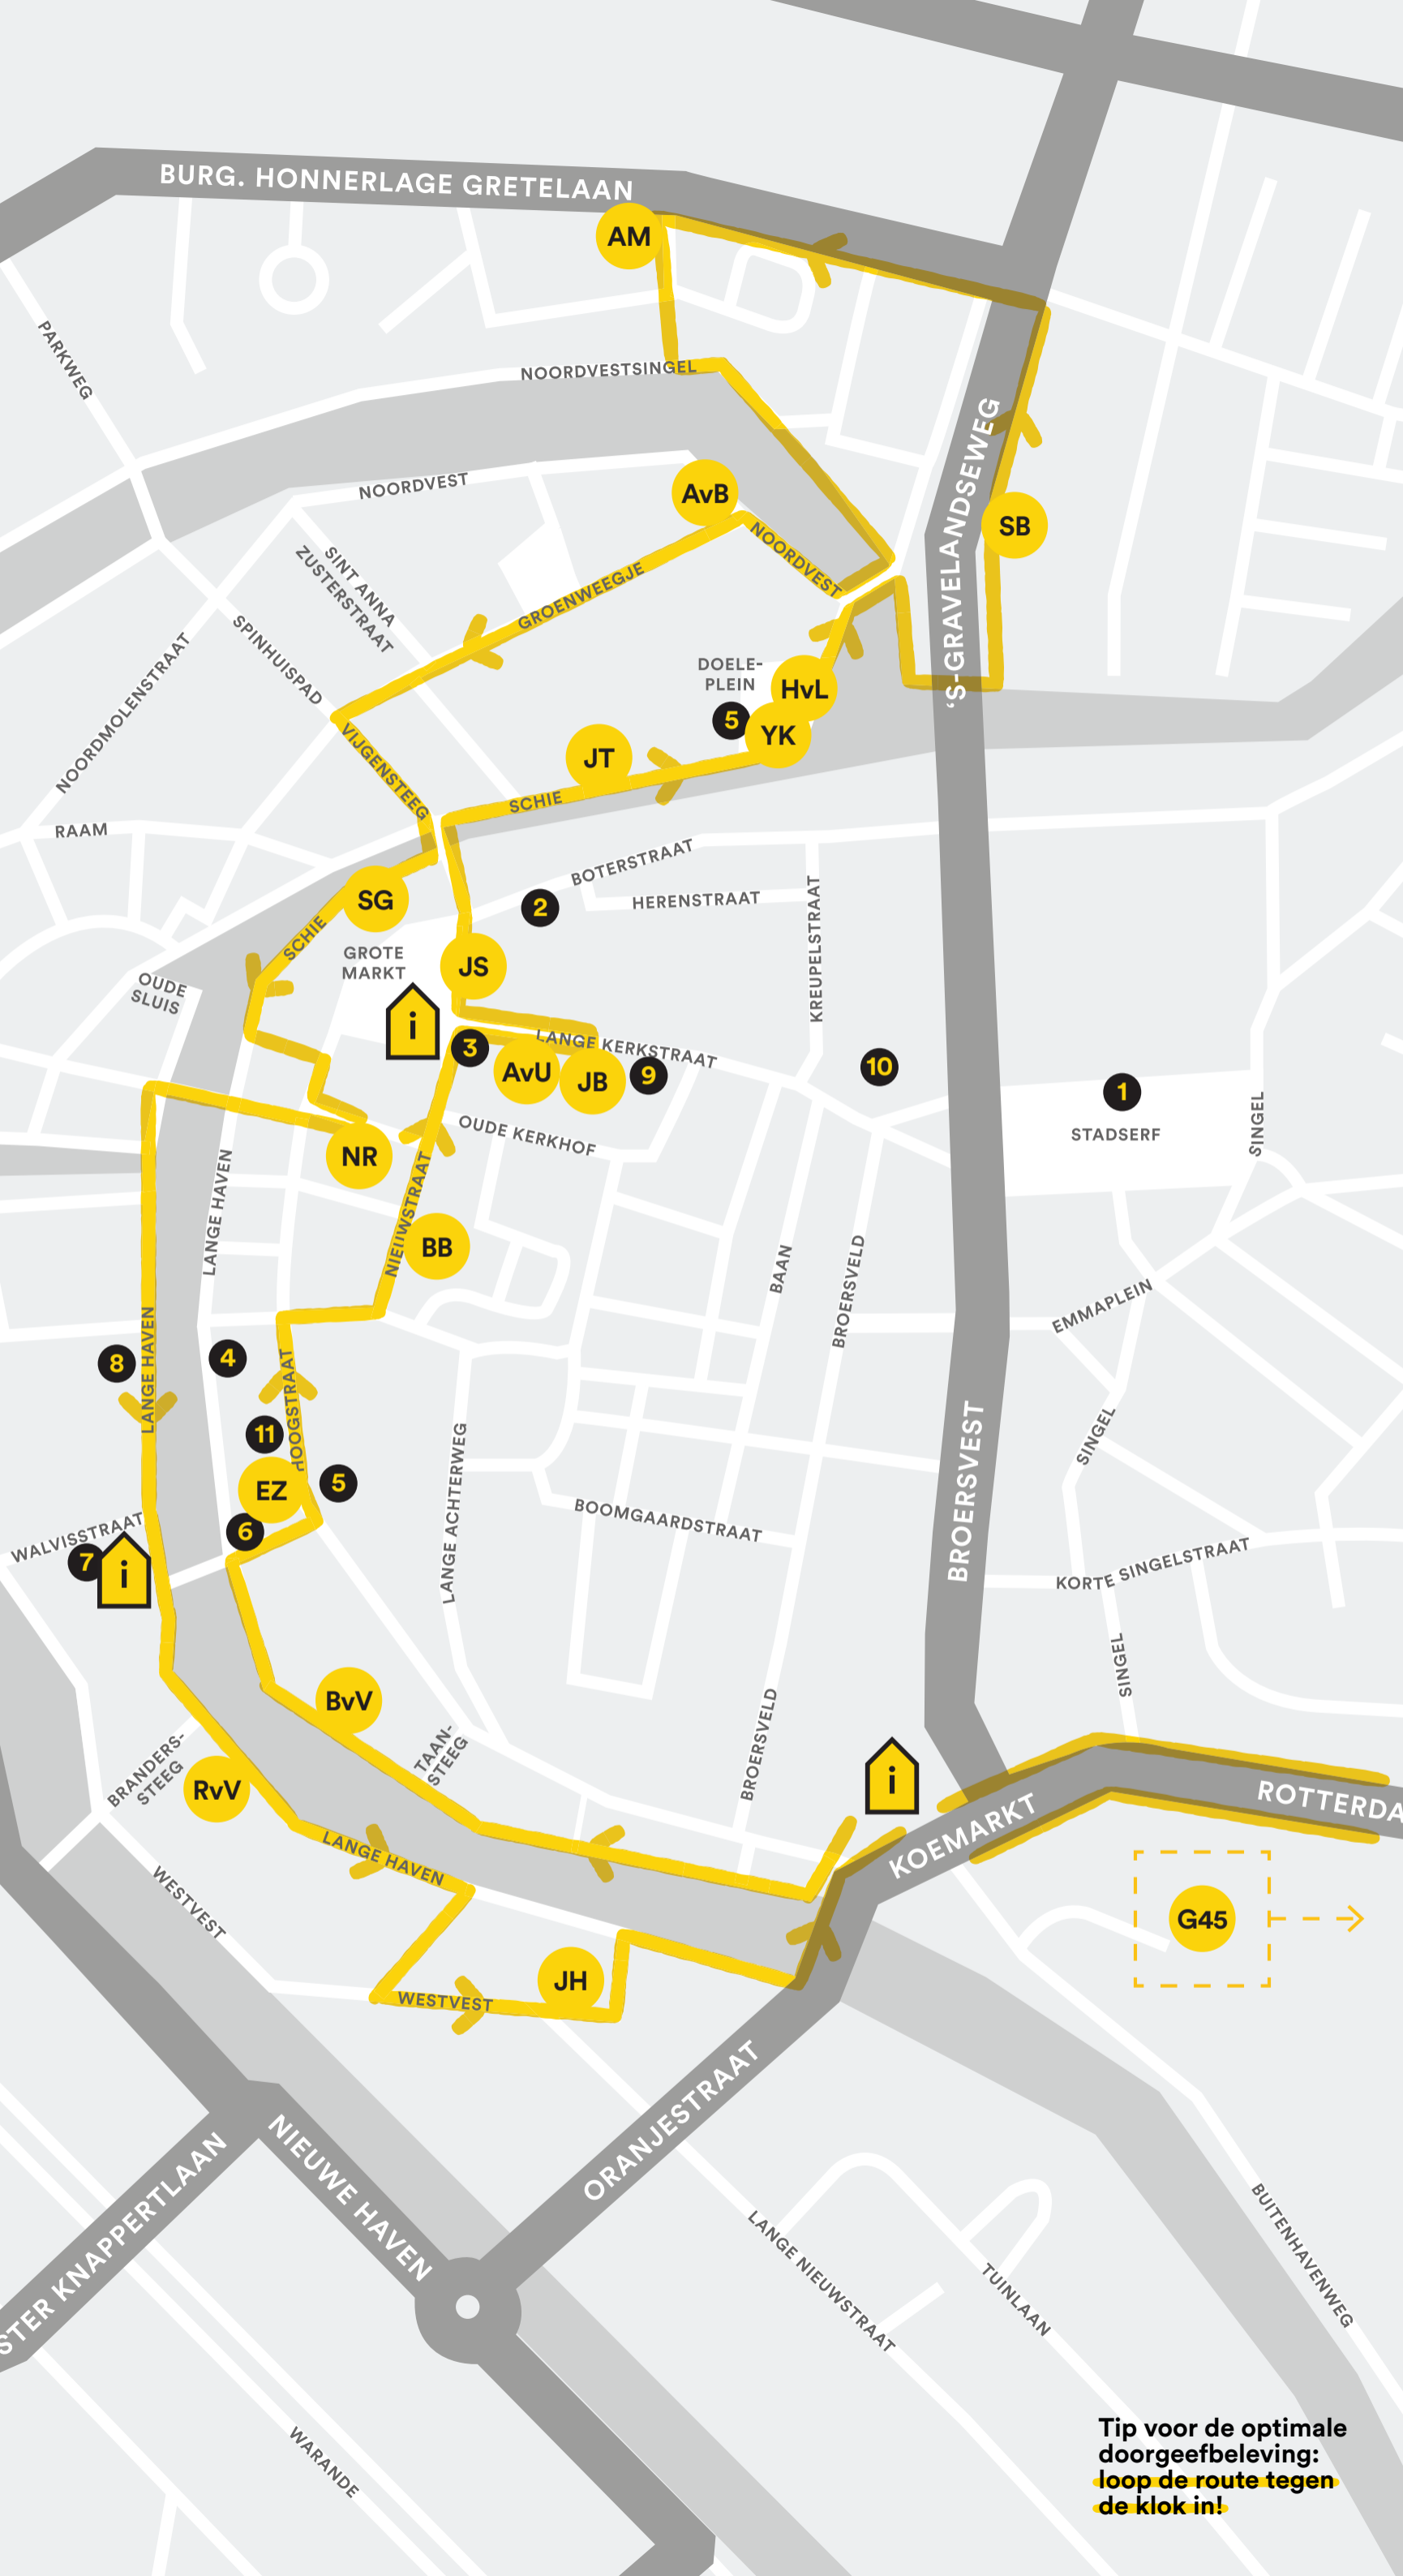 BURG. HONNERLAGE GRETELAAN
AM
PARKWEG
NOORDVESTSINGEL
'S-GRAVELANDSEWEG
NOORDVEST
AvB
NOORDVEST
SB
SINT ANNA
ZUSTERSTRAAT
GROENWEEGJE
SPINHUISPAD
NOORDMOLENSTRAAT
DOELE-
PLEIN
HvL
5
YK
VIJGENSTEEG
JT
SCHIE
RAAM
BOTERSTRAAT
HERENSTRAAT
KREUPELSTRAAT
SG
2
SCHIE
GROTE
MARKT
JS
OUDE
SLUIS
i
3
LANGE KERKSTRAAT
AvU
JB
9
10
1
STADSERF
SINGEL
OUDE KERKHOF
NR
LANGE HAVEN
NIEUWSTRAAT
BB
BAAN
BROERSVELD
EMMAPLEIN
LANGE HAVEN
8
4
HOOGSTRAAT
11
EZ
5
6
LANGE ACHTERWEG
BOOMGAARDSTRAAT
BROERSVEST
SINGEL
WALVISSTRAAT
7
i
KORTE SINGELSTRAAT
SINGEL
BvV
TAAN-
STEEG
BROERSVELD
BRANDERS-
STEEG
RvV
i
KOEMARKT
ROTTERDA
LANGE HAVEN
WESTVEST
G45
JH
WESTVEST
ORANJESTRAAT
NIEUWE HAVEN
STER KNAPPERTLAAN
LANGE NIEUWSTRAAT
TUINLAAN
BUITENHAVENWEG
WARANDE
Tip voor de optimale
doorgeefbeleving:
loop de route tegen
de klok in!